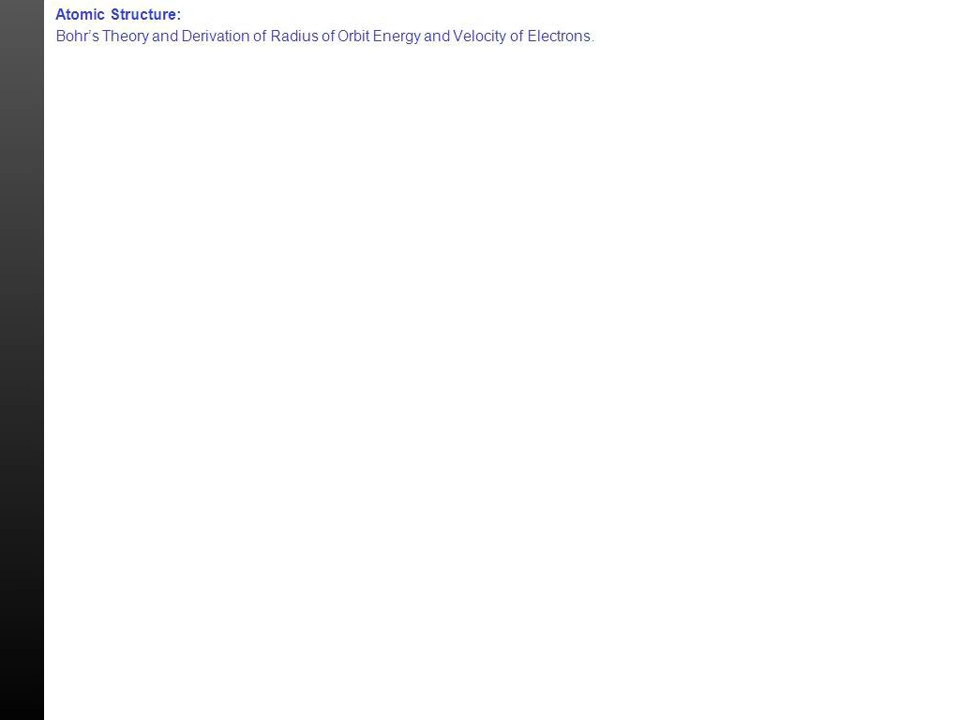 Atomic Structure:
Bohr’s Theory and Derivation of Radius of Orbit Energy and Velocity of Electrons.